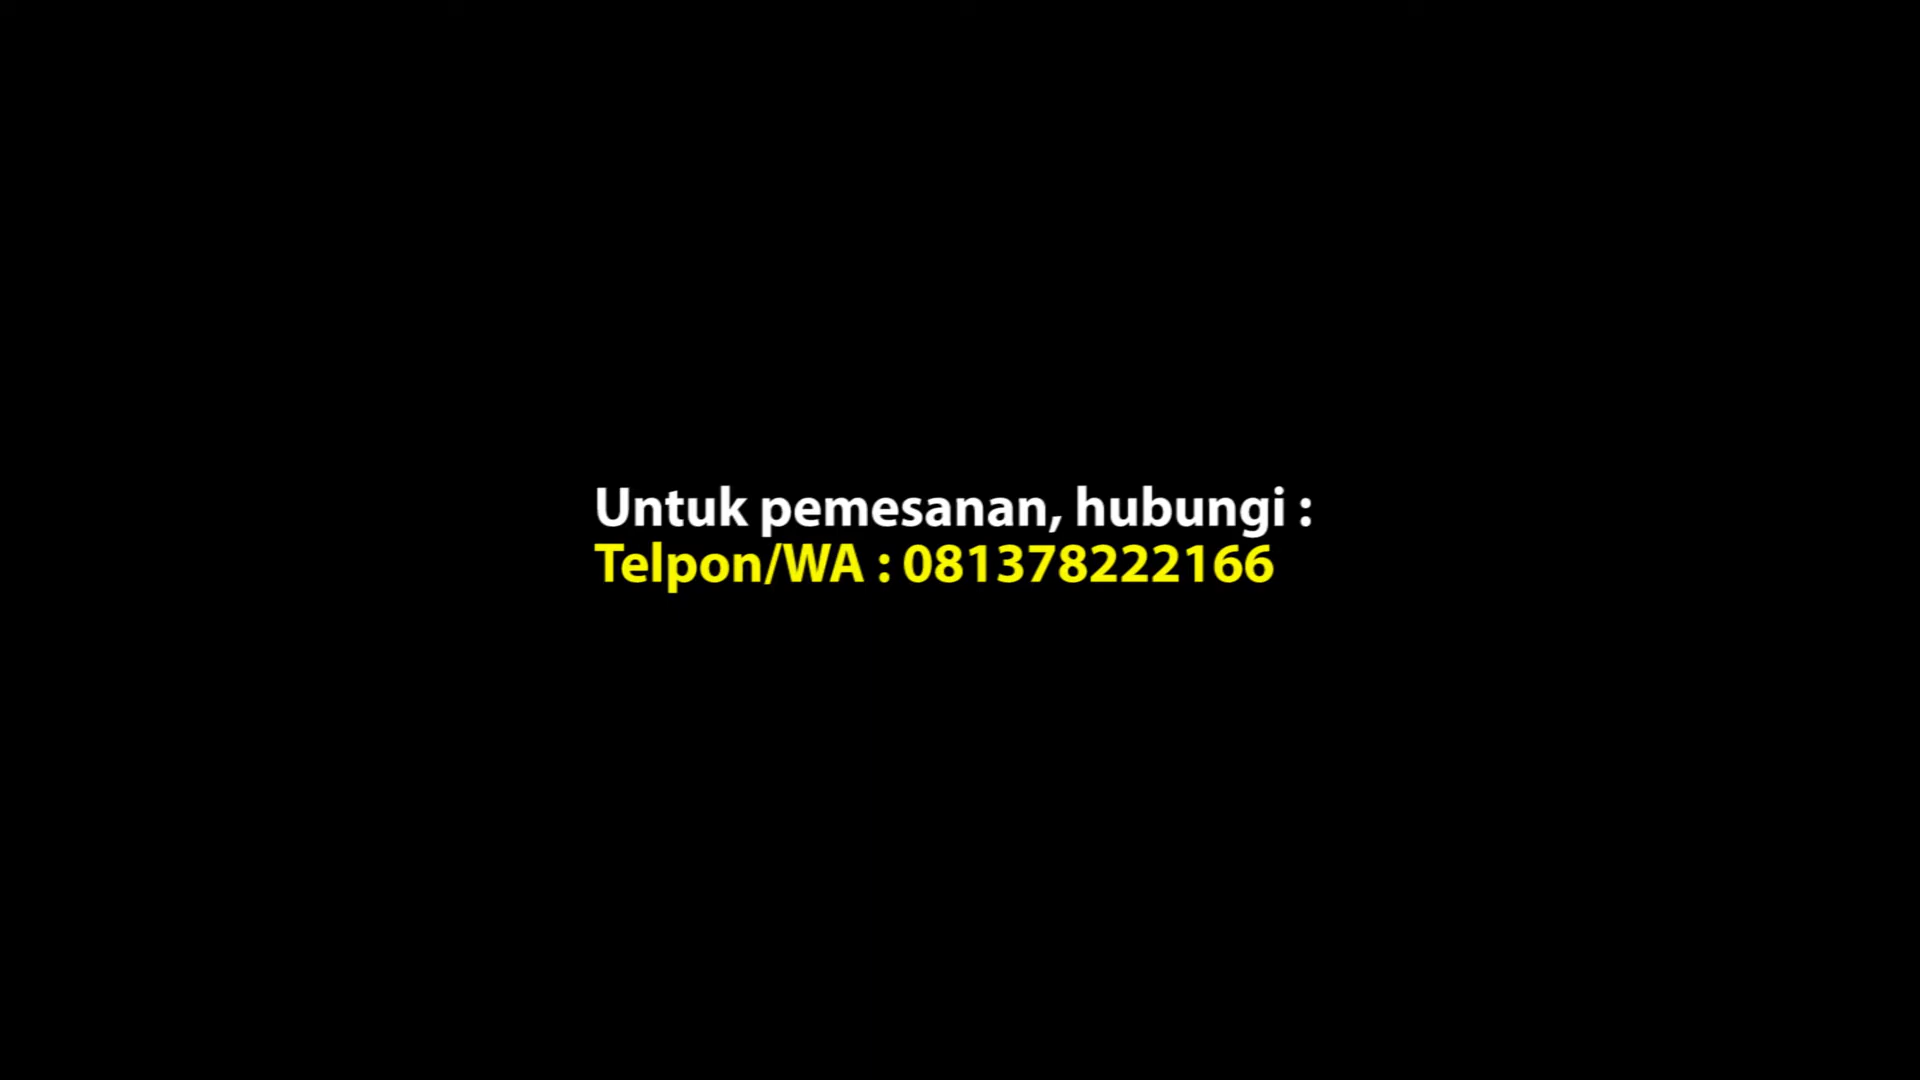 Untuk pemesanan, hubungi :
Telpon/WA : 081378222166